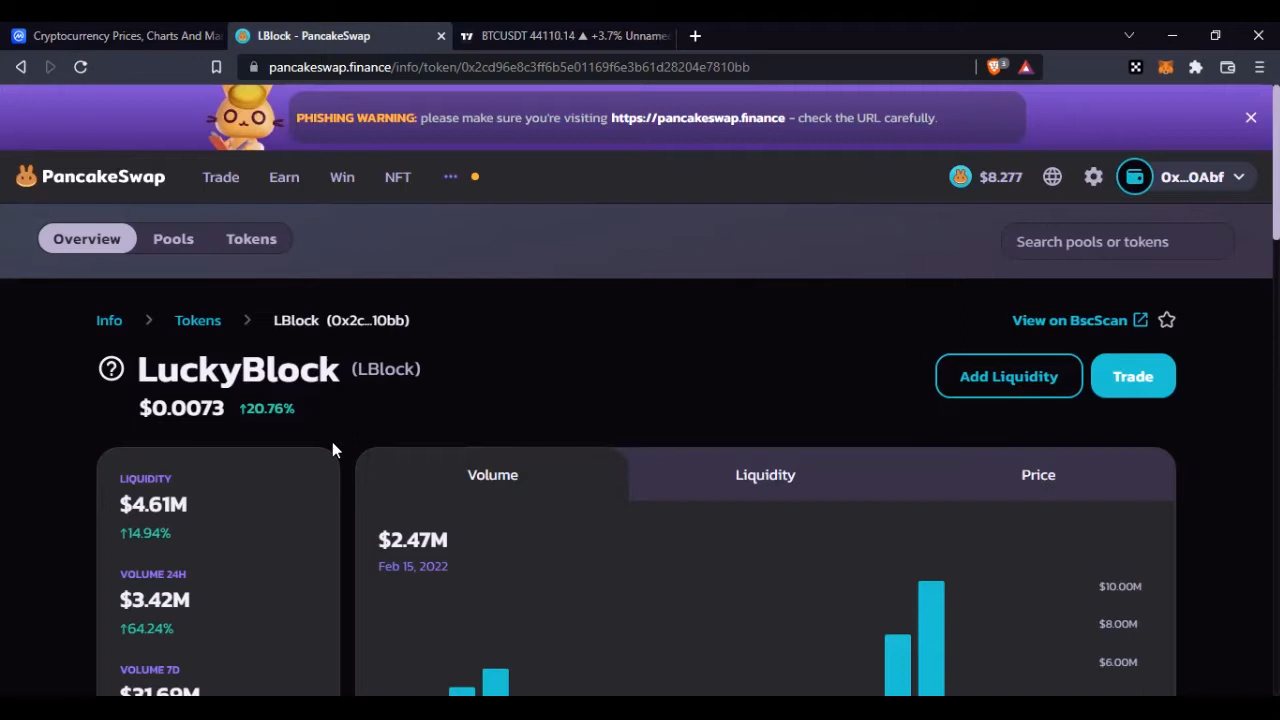 Cryptocurrency Prices, Charts And Ma
LBlock - PancakeSwap
BTCUSDT 44110.14 ▲ +3.7% Unname
pancakeswap.finance/info/token/0x2cd96e8c3ff6b5e01169f6e3b61d28204e7810bb
3
PHISHING WARNING: please make sure you're visiting https://pancakeswap.finance - check the URL carefully.
PancakeSwap Trade Earn Win NFT $8.277 0x...0Abf
Overview Pools Tokens Search pools or tokens
Info > Tokens > LBlock (0x2c...10bb) View on BscScan
LuckyBlock (LBlock) Add Liquidity Trade
$0.0073 ↑20.76%
LIQUIDITY
$4.61M
↑14.94%
VOLUME 24H
$3.42M
↑64.24%
VOLUME 7D
$31.69M
Volume Liquidity Price
$2.47M
Feb 15, 2022
$10.00M
$8.00M
$6.00M